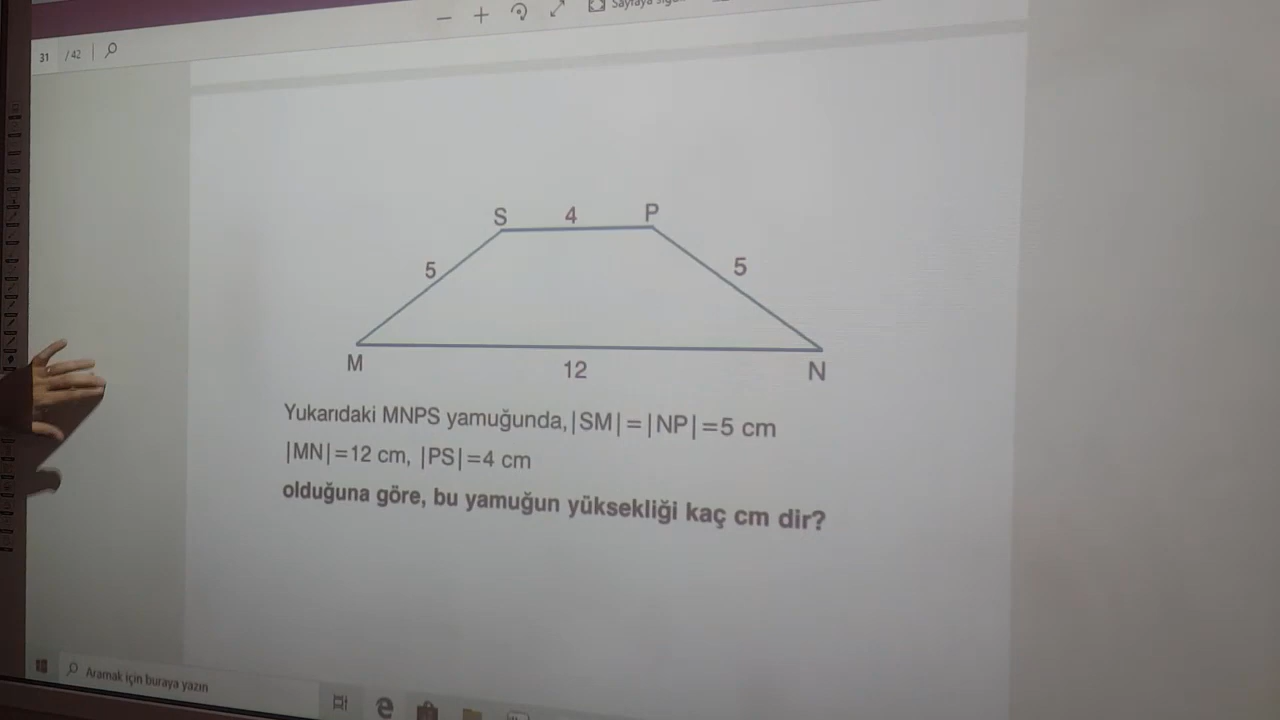 31 / 42
S 4 P
5 5
M 12 N
Yukarıdaki MNPS yamuğunda,|SM|=|NP|=5 cm
|MN|=12 cm, |PS|=4 cm
olduğuna göre, bu yamuğun yüksekliği kaç cm dir?
Aramak için buraya yazın